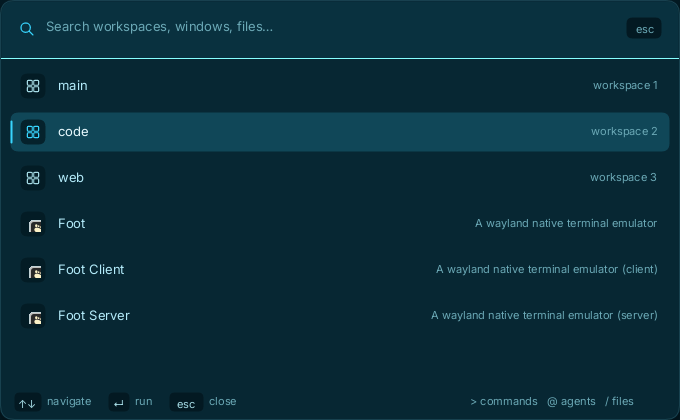 Search workspaces, windows, files... esc
main workspace 1
code workspace 2
web workspace 3
Foot A wayland native terminal emulator
Foot Client A wayland native terminal emulator (client)
Foot Server A wayland native terminal emulator (server)
↑↓ navigate ↵ run esc close > commands @ agents / files